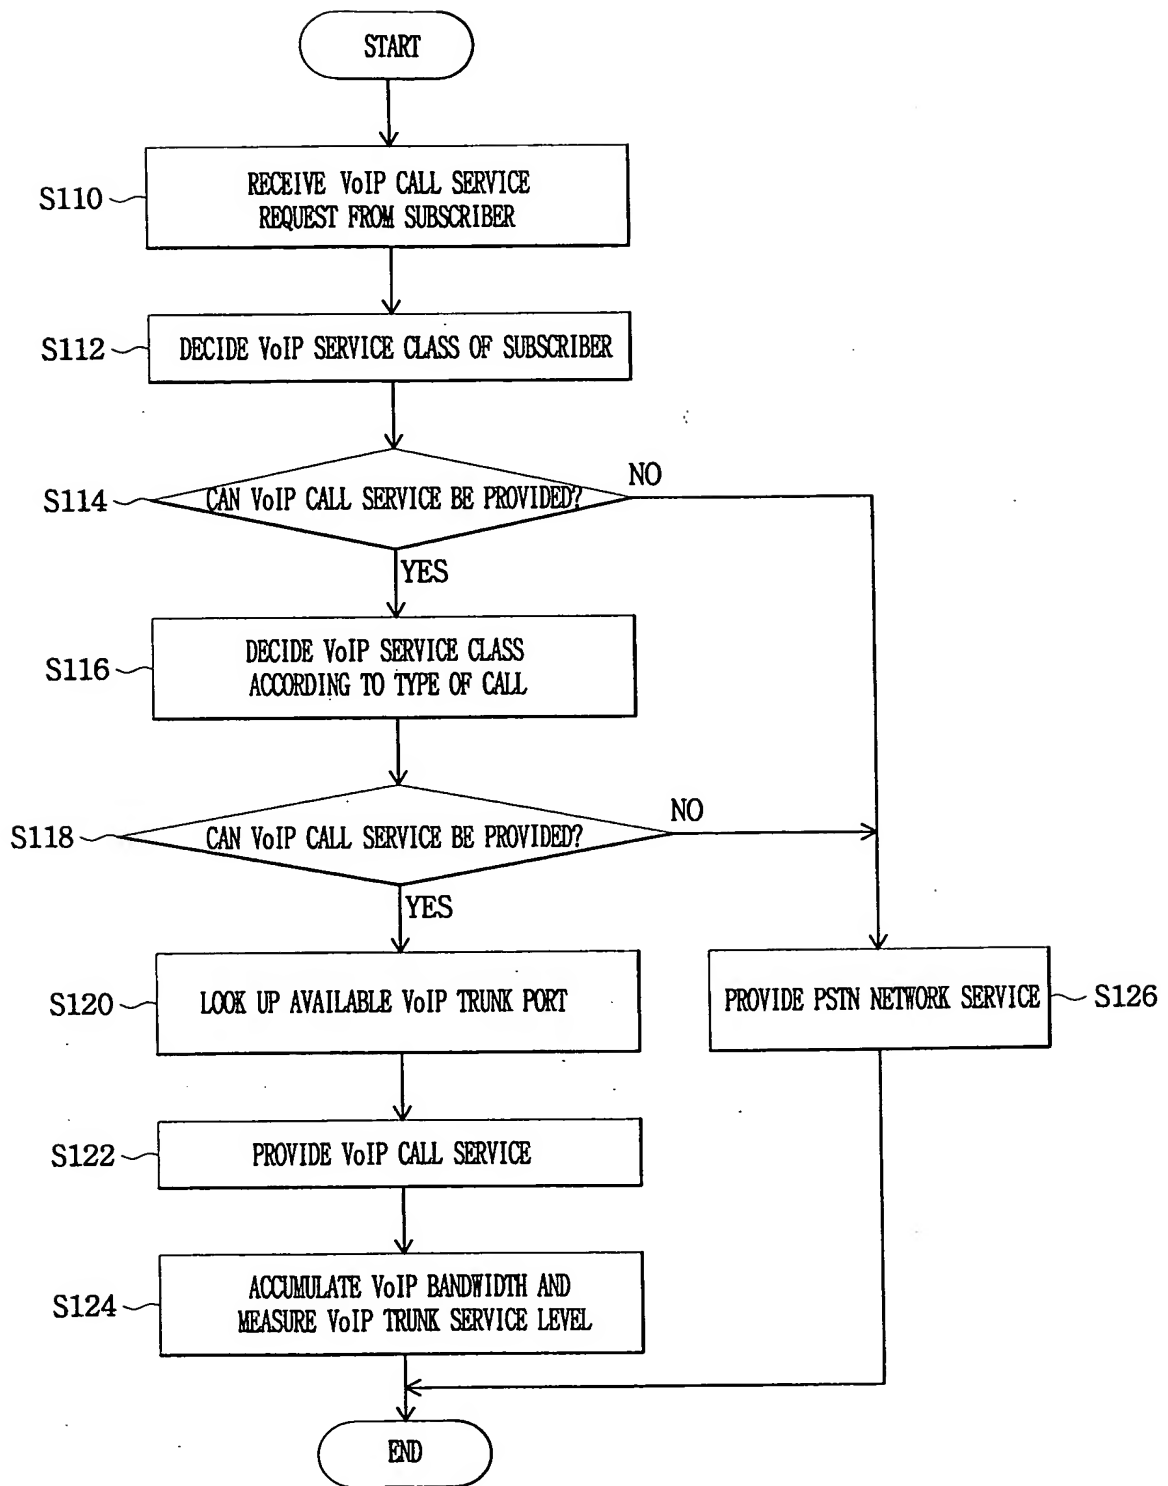 START
S110
RECEIVE VoIP CALL SERVICE
REQUEST FROM SUBSCRIBER
S112
DECIDE VoIP SERVICE CLASS OF SUBSCRIBER
S114
CAN VoIP CALL SERVICE BE PROVIDED?
NO
YES
S116
DECIDE VoIP SERVICE CLASS
ACCORDING TO TYPE OF CALL
S118
CAN VoIP CALL SERVICE BE PROVIDED?
NO
YES
S120
LOOK UP AVAILABLE VoIP TRUNK PORT
PROVIDE PSTN NETWORK SERVICE
S126
S122
PROVIDE VoIP CALL SERVICE
S124
ACCUMULATE VoIP BANDWIDTH AND
MEASURE VoIP TRUNK SERVICE LEVEL
END